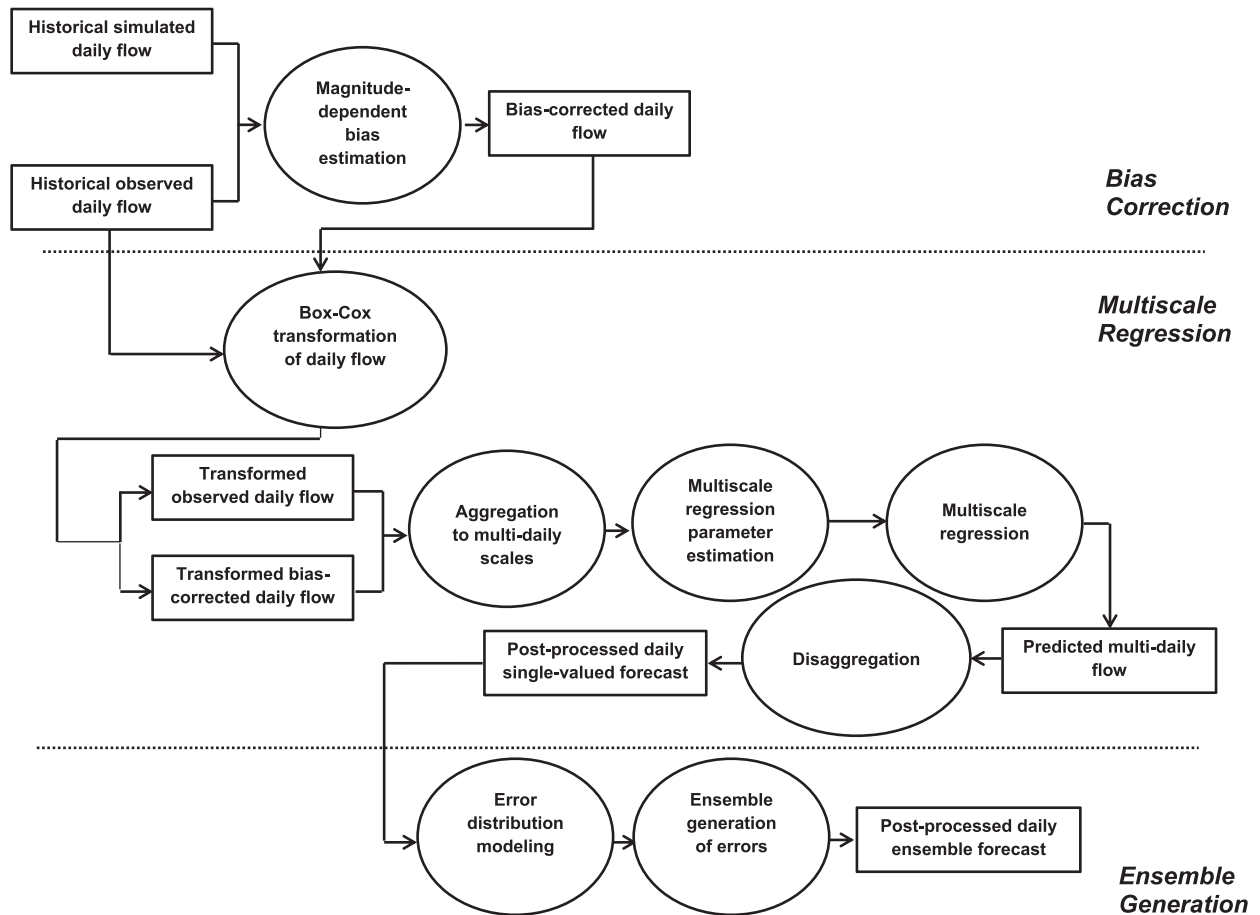 Historical simulated
daily flow
Magnitude-
dependent
bias
estimation
Bias-corrected daily
flow
Historical observed
daily flow
Bias
Correction
Box-Cox
transformation
of daily flow
Multiscale
Regression
Transformed
observed daily flow
Transformed bias-
corrected daily flow
Aggregation
to multi-daily
scales
Multiscale
regression
parameter
estimation
Multiscale
regression
Predicted multi-daily
flow
Disaggregation
Post-processed daily
single-valued forecast
Error
distribution
modeling
Ensemble
generation
of errors
Post-processed daily
ensemble forecast
Ensemble
Generation